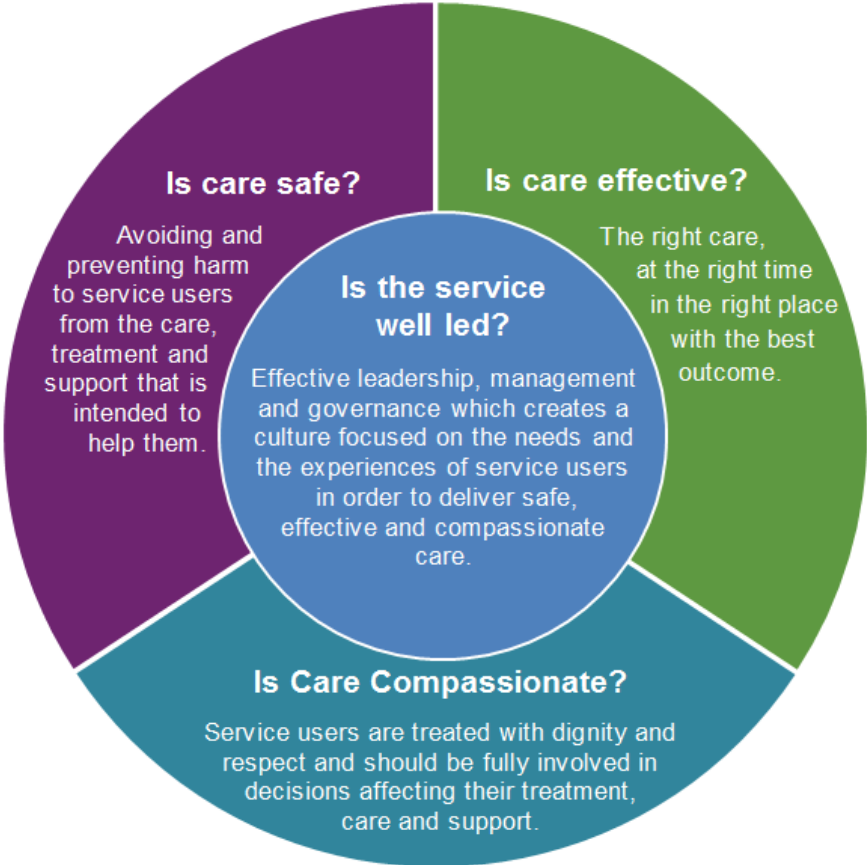 Is care safe?
Avoiding and
preventing harm
to service users
from the care,
treatment and
support that is
intended to
help them.
Is care effective?
The right care,
at the right time
in the right place
with the best
outcome.
Is the service
well led?
Effective leadership, management
and governance which creates a
culture focused on the needs and
the experiences of service users
in order to deliver safe,
effective and compassionate
care.
Is Care Compassionate?
Service users are treated with dignity and
respect and should be fully involved in
decisions affecting their treatment,
care and support.